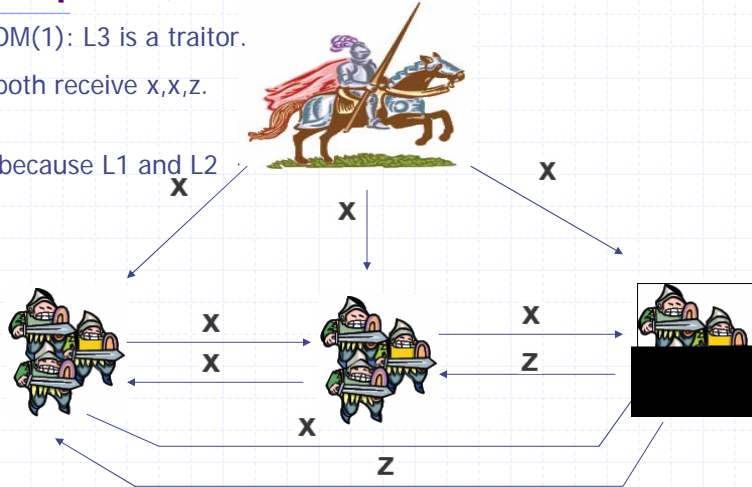 OM(1): L3 is a traitor.
both receive x,x,z.
because L1 and L2
X
X
X
X
X
X
Z
X
Z